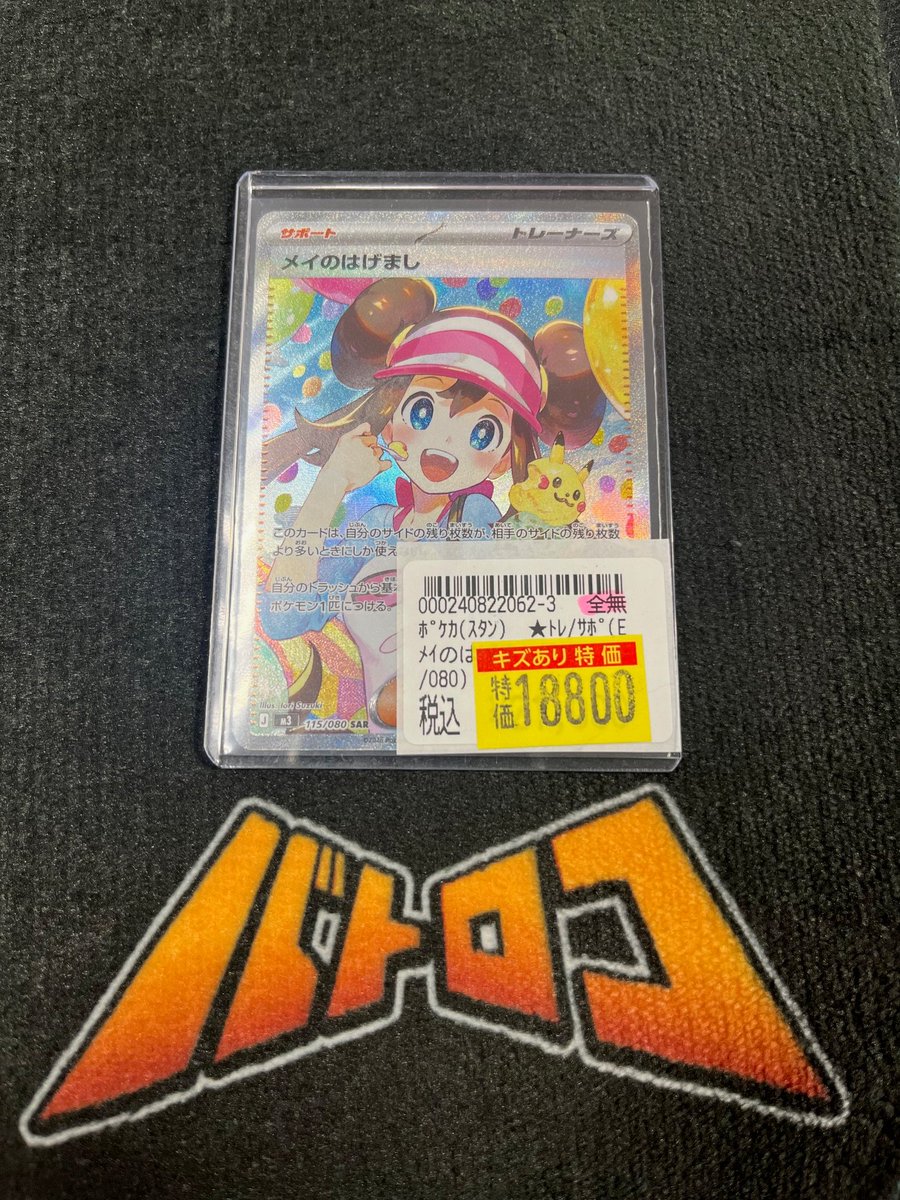 サポート トレーナーズ
メイのはげまし
このカードは、自分のサイドの残り枚数が、相手のサイドの残り枚数
より多いときにしか使え
自分のトラッシュから基
ポケモン1匹につける。
Illus. Iori Suzuki
J M3 115/080 SAR
000240822062-3 全無
ﾎﾟｹｶ(ｽﾀﾝ) ★ﾄﾚ/ｻﾎﾟ(E
メイのは
/080)
税込
キズあり特価
特価 18800
バトロコ